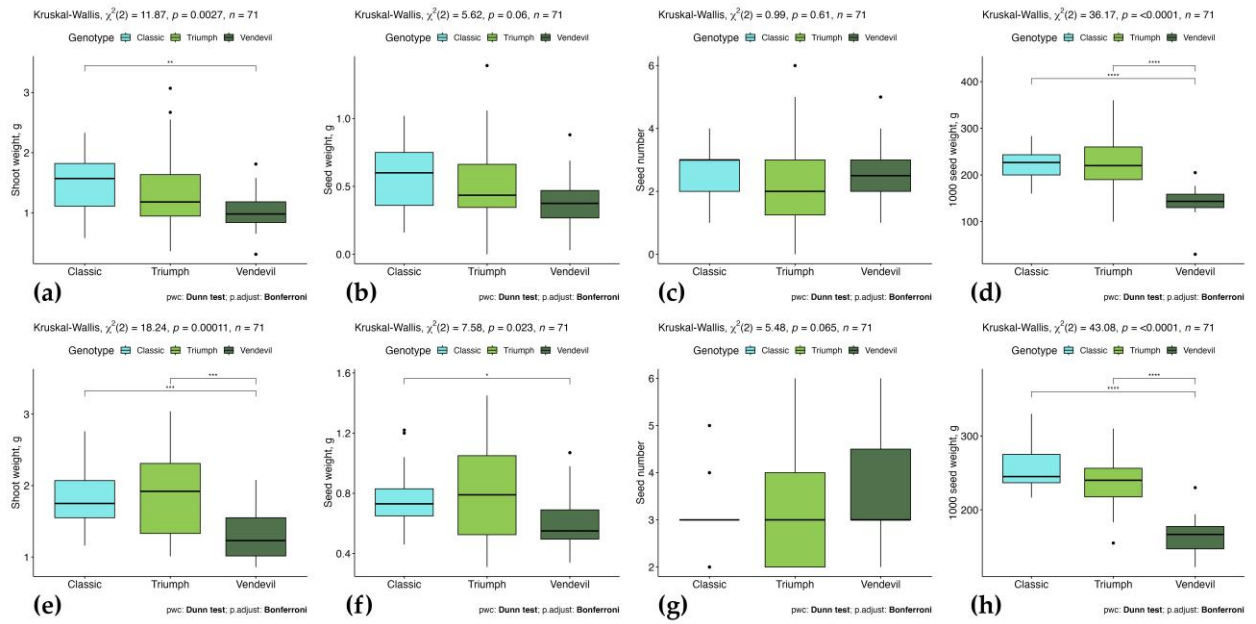 Kruskal-Wallis, χ²(2) = 11.87, p = 0.0027, n = 71
Genotype Classic Triumph Vendevil
**
Shoot weight, g
3
2
1
Classic Triumph Vendevil
(a)
pwc: Dunn test; p.adjust: Bonferroni
Kruskal-Wallis, χ²(2) = 5.62, p = 0.06, n = 71
Genotype Classic Triumph Vendevil
Seed weight, g
1.0
0.5
0.0
Classic Triumph Vendevil
(b)
pwc: Dunn test; p.adjust: Bonferroni
Kruskal-Wallis, χ²(2) = 0.99, p = 0.61, n = 71
Genotype Classic Triumph Vendevil
Seed number
6
4
2
0
Classic Triumph Vendevil
(c)
pwc: Dunn test; p.adjust: Bonferroni
Kruskal-Wallis, χ²(2) = 36.17, p = <0.0001, n = 71
Genotype Classic Triumph Vendevil
****
****
1000 seed weight, g
400
300
200
100
Classic Triumph Vendevil
(d)
pwc: Dunn test; p.adjust: Bonferroni
Kruskal-Wallis, χ²(2) = 18.24, p = 0.00011, n = 71
Genotype Classic Triumph Vendevil
***
***
Shoot weight, g
3
2
1
Classic Triumph Vendevil
(e)
pwc: Dunn test; p.adjust: Bonferroni
Kruskal-Wallis, χ²(2) = 7.58, p = 0.023, n = 71
Genotype Classic Triumph Vendevil
*
Seed weight, g
1.6
1.2
0.8
0.4
Classic Triumph Vendevil
(f)
pwc: Dunn test; p.adjust: Bonferroni
Kruskal-Wallis, χ²(2) = 5.48, p = 0.065, n = 71
Genotype Classic Triumph Vendevil
Seed number
6
5
4
3
2
Classic Triumph Vendevil
(g)
pwc: Dunn test; p.adjust: Bonferroni
Kruskal-Wallis, χ²(2) = 43.08, p = <0.0001, n = 71
Genotype Classic Triumph Vendevil
****
****
1000 seed weight, g
300
200
Classic Triumph Vendevil
(h)
pwc: Dunn test; p.adjust: Bonferroni